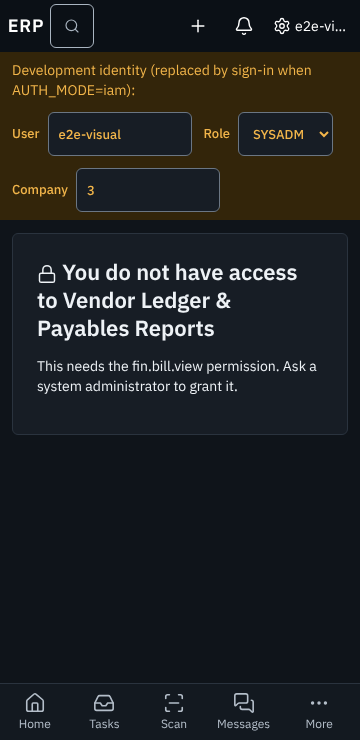 ERP
e2e-vi...
Development identity (replaced by sign-in when
AUTH_MODE=iam):
User e2e-visual Role SYSADM
Company 3
You do not have access
to Vendor Ledger &
Payables Reports
This needs the fin.bill.view permission. Ask a
system administrator to grant it.
Home Tasks Scan Messages More